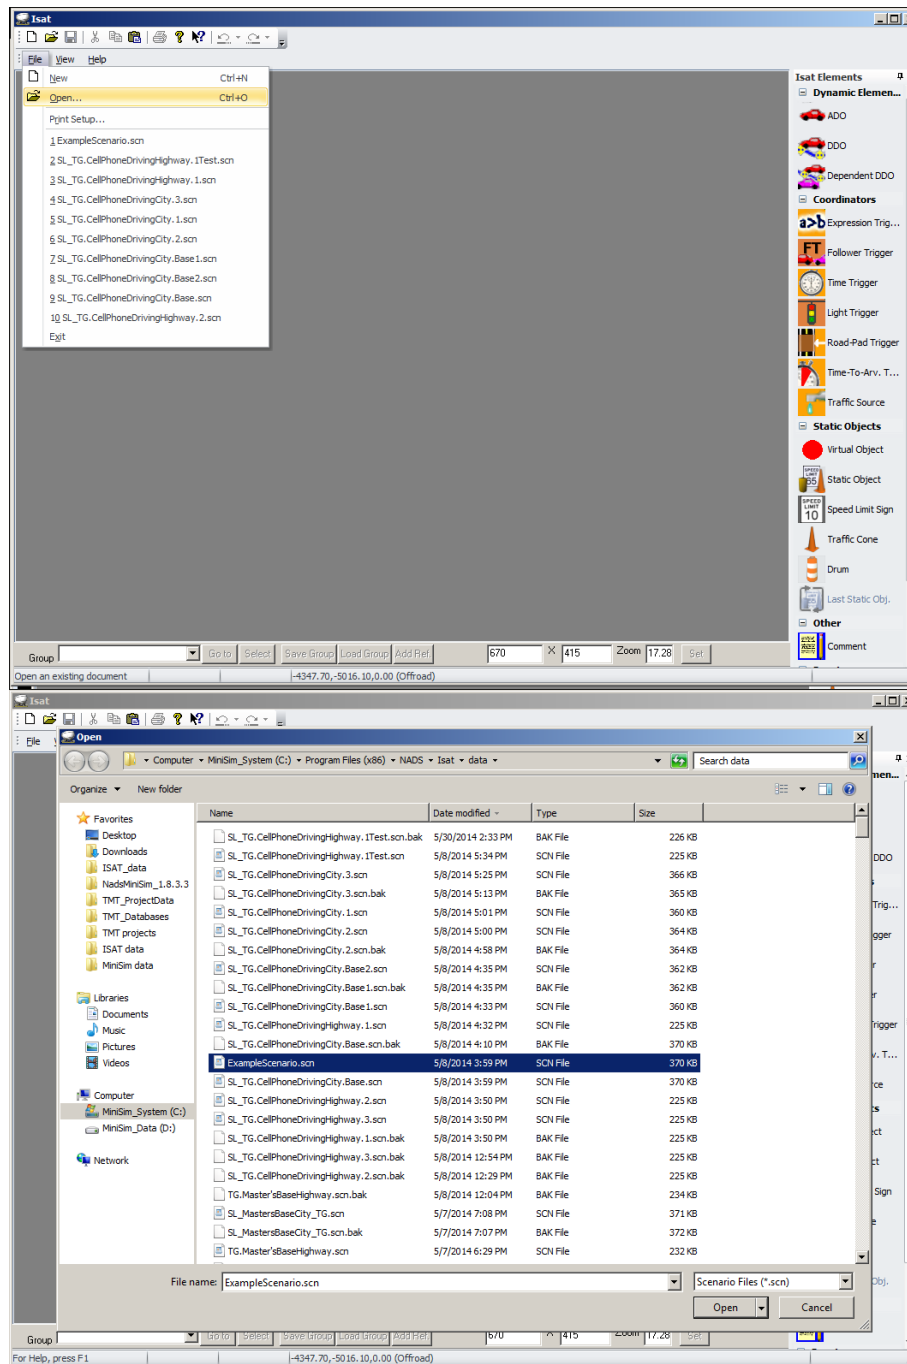 Isat
File View Help
New Ctrl+N
Open... Ctrl+O
Print Setup...
1 ExampleScenario.scn
2 SL_TG.CellPhoneDrivingHighway.1Test.scn
3 SL_TG.CellPhoneDrivingHighway.1.scn
4 SL_TG.CellPhoneDrivingCity.3.scn
5 SL_TG.CellPhoneDrivingCity.1.scn
6 SL_TG.CellPhoneDrivingCity.2.scn
7 SL_TG.CellPhoneDrivingCity.Base1.scn
8 SL_TG.CellPhoneDrivingCity.Base2.scn
9 SL_TG.CellPhoneDrivingCity.Base.scn
10 SL_TG.CellPhoneDrivingHighway.2.scn
Exit
Isat Elements
Dynamic Elemen...
ADO
DDO
Dependent DDO
Coordinators
a>b Expression Trig...
FT Follower Trigger
Time Trigger
Light Trigger
Road-Pad Trigger
Time-To-Arv. T...
Traffic Source
Static Objects
Virtual Object
Static Object
SPEED LIMIT 10 Speed Limit Sign
Traffic Cone
Drum
Last Static Obj.
Other
Comment
Group Go to Select Save Group Load Group Add Ref. 670 X 415 Zoom 17.28 Set
Open an existing document -4347.70,-5016.10,0.00 (Offroad)
Isat
File
Open
Computer MiniSim_System (C:) Program Files (x86) NADS Isat data Search data
Organize New folder
Favorites
Desktop
Downloads
ISAT_data
NadsMiniSim_1.8.3.3
TMT_ProjectData
TMT_Databases
TMT projects
ISAT data
MiniSim data
Libraries
Documents
Music
Pictures
Videos
Computer
MiniSim_System (C:)
MiniSim_Data (D:)
Network
Name Date modified Type Size
SL_TG.CellPhoneDrivingHighway.1Test.scn.bak 5/30/2014 2:33 PM BAK File 226 KB
SL_TG.CellPhoneDrivingHighway.1Test.scn 5/8/2014 5:34 PM SCN File 225 KB
SL_TG.CellPhoneDrivingCity.3.scn 5/8/2014 5:25 PM SCN File 366 KB
SL_TG.CellPhoneDrivingCity.3.scn.bak 5/8/2014 5:13 PM BAK File 365 KB
SL_TG.CellPhoneDrivingCity.1.scn 5/8/2014 5:01 PM SCN File 360 KB
SL_TG.CellPhoneDrivingCity.2.scn 5/8/2014 5:00 PM SCN File 364 KB
SL_TG.CellPhoneDrivingCity.2.scn.bak 5/8/2014 4:58 PM BAK File 364 KB
SL_TG.CellPhoneDrivingCity.Base2.scn 5/8/2014 4:35 PM SCN File 362 KB
SL_TG.CellPhoneDrivingCity.Base1.scn.bak 5/8/2014 4:35 PM BAK File 362 KB
SL_TG.CellPhoneDrivingCity.Base1.scn 5/8/2014 4:33 PM SCN File 360 KB
SL_TG.CellPhoneDrivingHighway.1.scn 5/8/2014 4:32 PM SCN File 225 KB
SL_TG.CellPhoneDrivingCity.Base.scn.bak 5/8/2014 4:10 PM BAK File 370 KB
ExampleScenario.scn 5/8/2014 3:59 PM SCN File 370 KB
SL_TG.CellPhoneDrivingCity.Base.scn 5/8/2014 3:59 PM SCN File 370 KB
SL_TG.CellPhoneDrivingHighway.2.scn 5/8/2014 3:50 PM SCN File 225 KB
SL_TG.CellPhoneDrivingHighway.3.scn 5/8/2014 3:50 PM SCN File 225 KB
SL_TG.CellPhoneDrivingHighway.1.scn.bak 5/8/2014 3:50 PM BAK File 225 KB
SL_TG.CellPhoneDrivingHighway.3.scn.bak 5/8/2014 12:54 PM BAK File 225 KB
SL_TG.CellPhoneDrivingHighway.2.scn.bak 5/8/2014 12:29 PM BAK File 225 KB
TG.Master'sBaseHighway.scn.bak 5/8/2014 12:04 PM BAK File 234 KB
SL_MastersBaseCity_TG.scn 5/7/2014 7:08 PM SCN File 371 KB
SL_MastersBaseCity_TG.scn.bak 5/7/2014 7:07 PM BAK File 372 KB
TG.Master'sBaseHighway.scn 5/7/2014 6:29 PM SCN File 232 KB
File name: ExampleScenario.scn Scenario Files (*.scn)
Open Cancel
men...
DDO
Trig...
gger
r
er
Trigger
v. T...
rce
ts
ect
ct
Sign
e
Obj.
Group Go to Select Save Group Load Group Add Ref. 670 X 415 Zoom 17.28 Set
For Help, press F1 -4347.70,-5016.10,0.00 (Offroad)